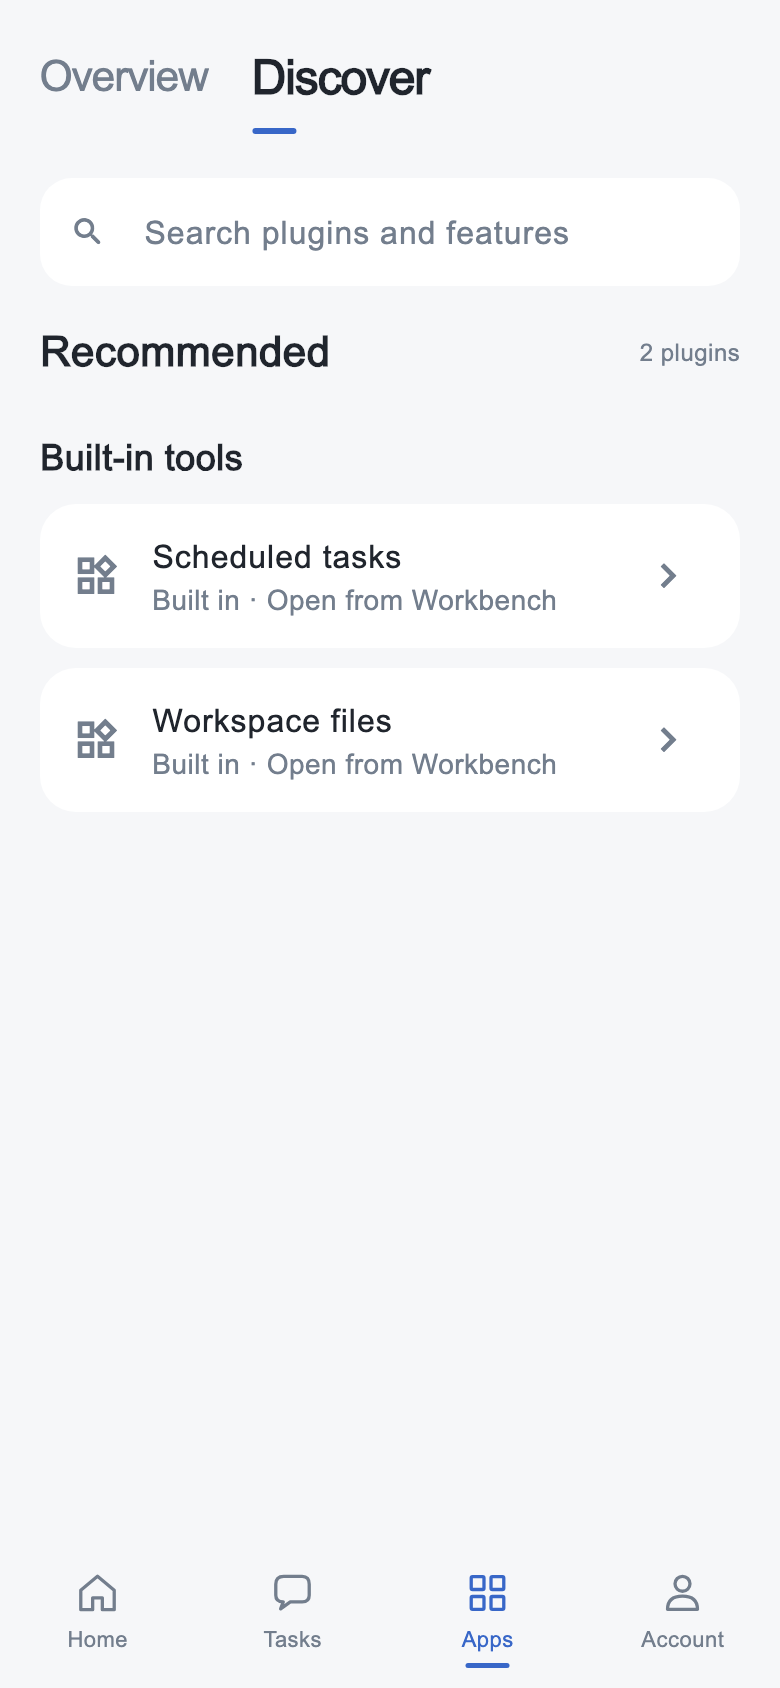 Overview Discover
Search plugins and features
Recommended 2 plugins
Built-in tools
Scheduled tasks
Built in · Open from Workbench
Workspace files
Built in · Open from Workbench
Home Tasks Apps Account